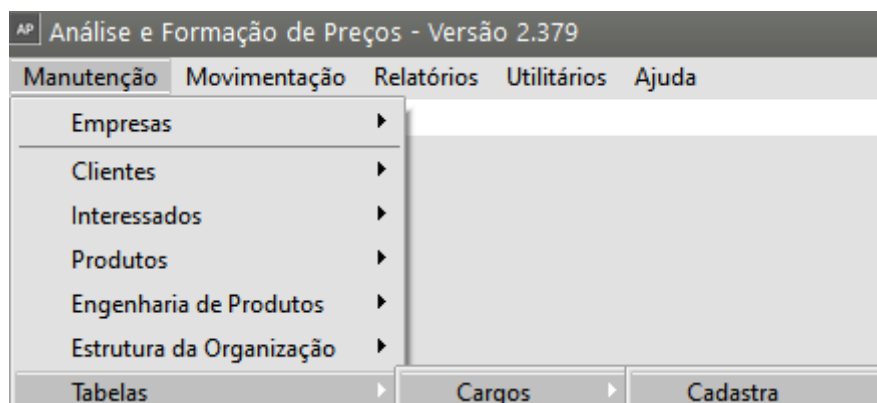 AP Análise e Formação de Preços - Versão 2.379
Manutenção Movimentação Relatórios Utilitários Ajuda
Empresas
Clientes
Interessados
Produtos
Engenharia de Produtos
Estrutura da Organização
Tabelas Cargos Cadastra